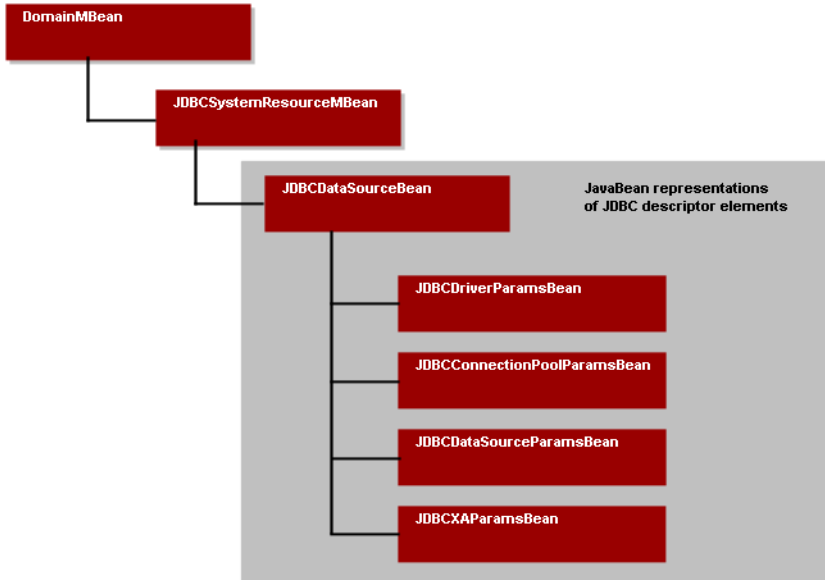 DomainMBean
JDBCSystemResourceMBean
JDBCDataSourceBean
JavaBean representations
of JDBC descriptor elements
JDBCDriverParamsBean
JDBCConnectionPoolParamsBean
JDBCDataSourceParamsBean
JDBCXAParamsBean